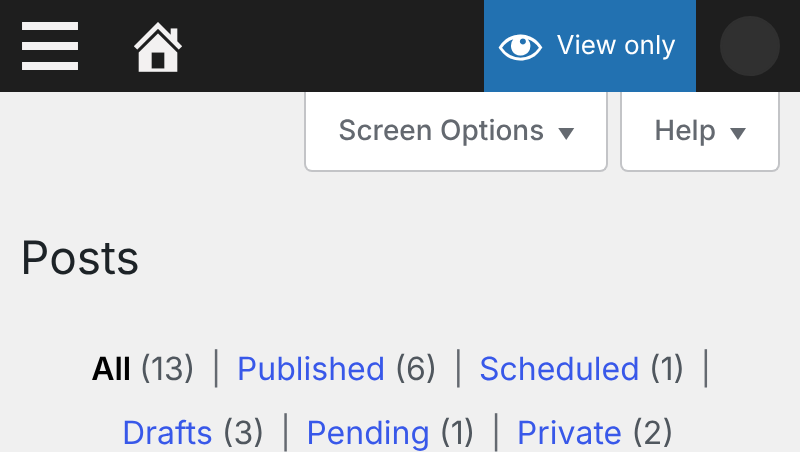 View only
Screen Options ▼ Help ▼
Posts
All (13) | Published (6) | Scheduled (1) |
Drafts (3) | Pending (1) | Private (2)